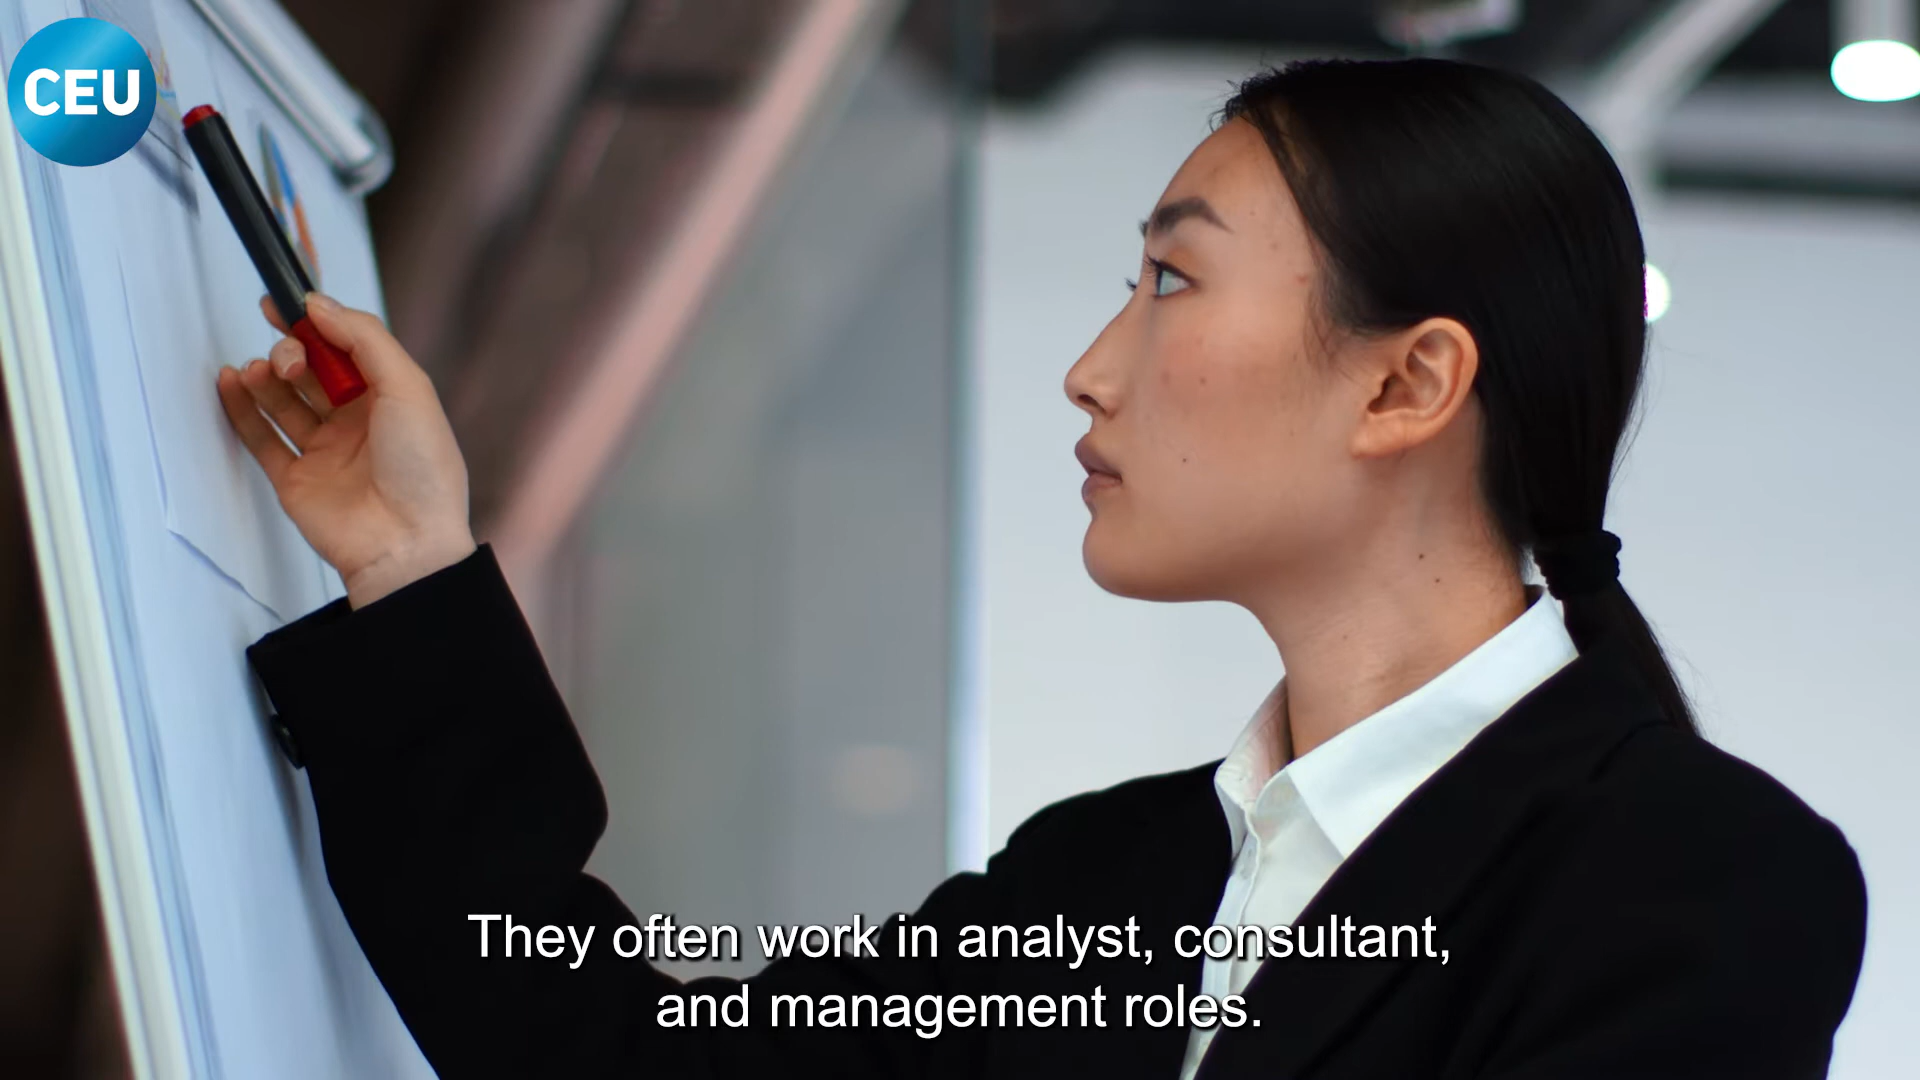 CEU
They often work in analyst, consultant,
and management roles.